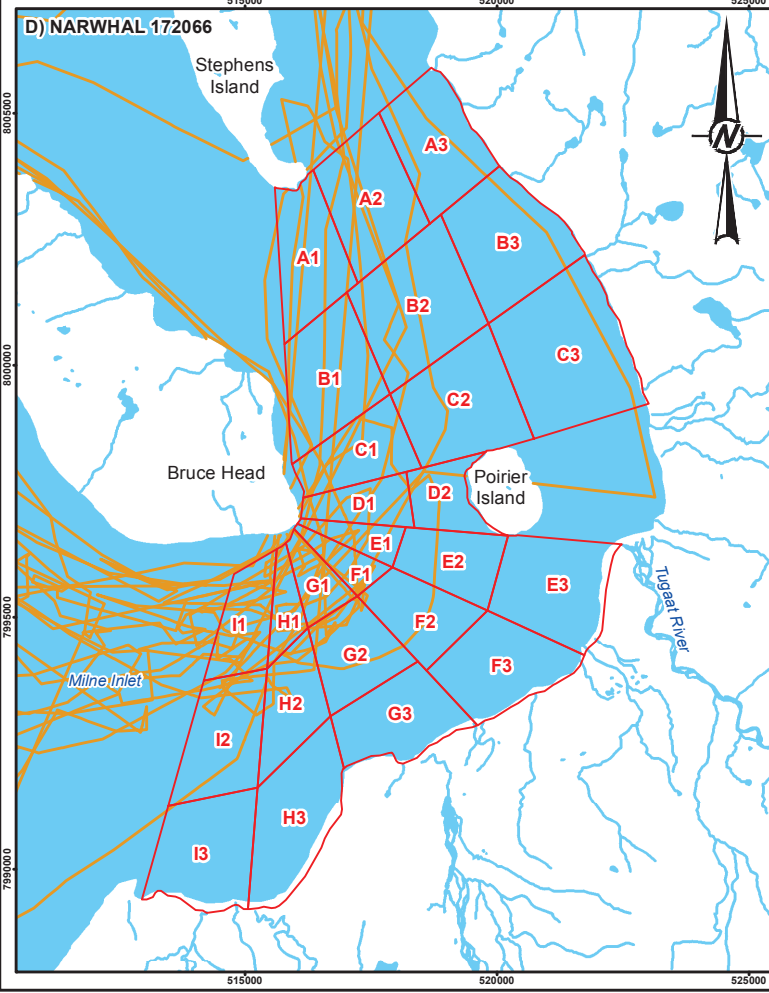 515000
520000
525000
D) NARWHAL 172066
Stephens
Island
N
8005000
A3
A2
A1
B3
B2
8000000
C3
B1
C2
C1
Bruce Head
Poirier
Island
D2
D1
E1
E2
F1
G1
E3
Tugaat River
I1
H1
F2
7995000
G2
F3
Milne Inlet
H2
G3
I2
H3
I3
7990000
515000
520000